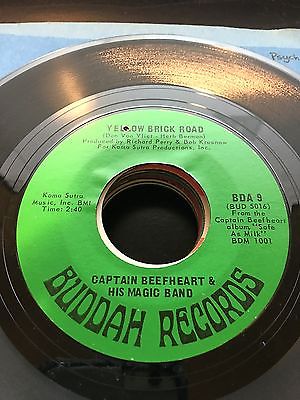 Psych
YELLOW BRICK ROAD
(Don Van Vliet - Herb Berman)
Produced by Richard Perry & Bob Krasnow
For Kama Sutra Productions, Inc.
Kama Sutra
Music, Inc. BMI
Time: 2:40
BDA 9
(BUD 5016)
From the
Captain Beefheart
album, "Safe
As Milk"
BDM 1001
CAPTAIN BEEFHEART &
HIS MAGIC BAND
BUDDAH RECORDS